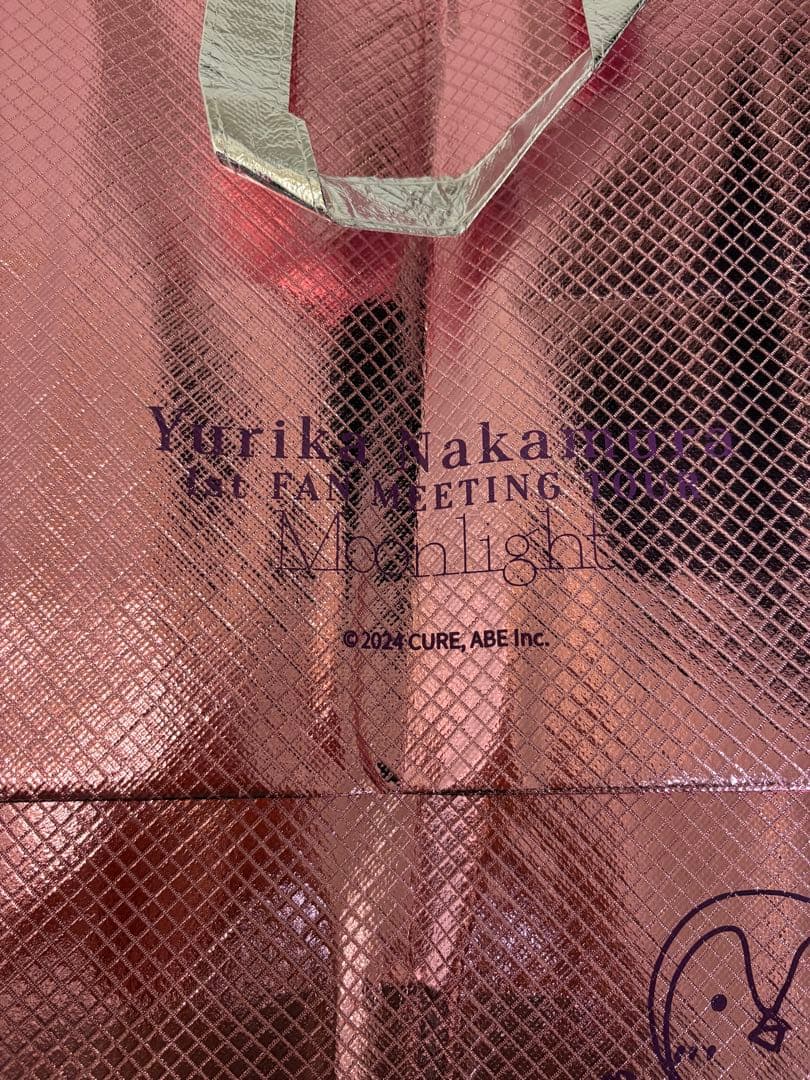 Yurika Nakamura
1st FAN MEETING TOUR
Moonlight
©2024 CURE, ABE Inc.